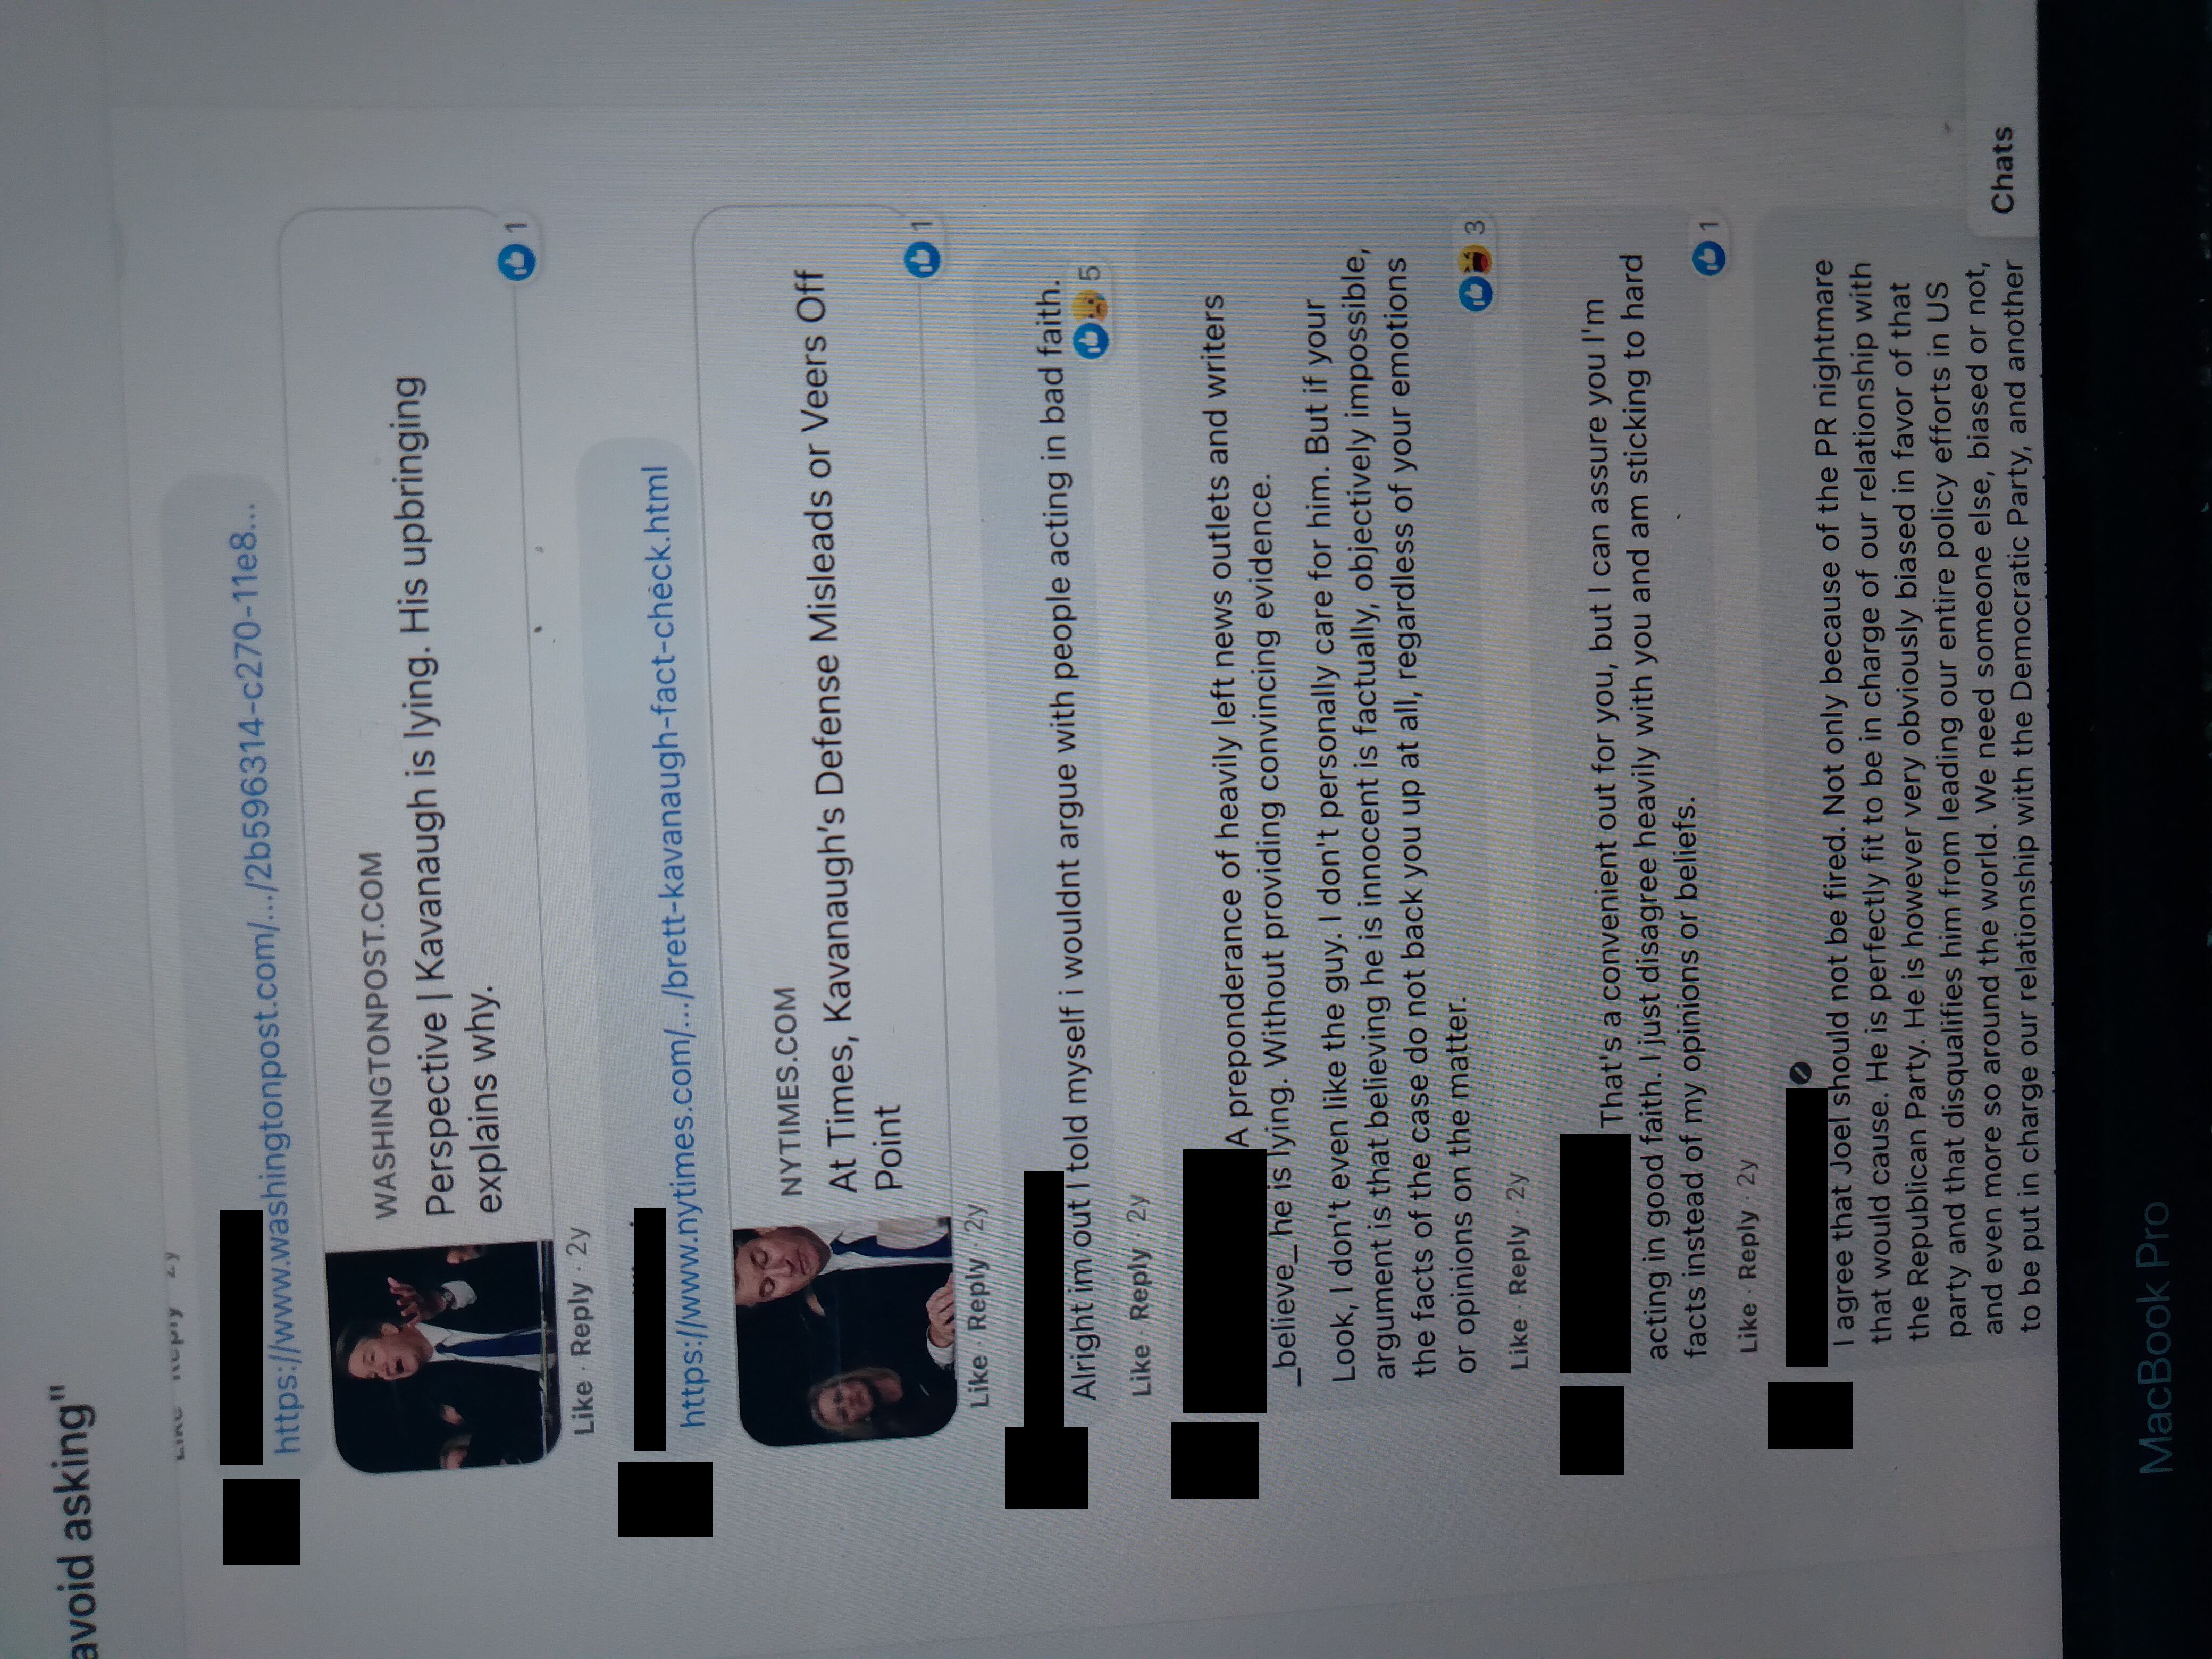 avoid asking"
Like Reply 2y
https://www.washingtonpost.com/.../2b596314-c270-11e8...
WASHINGTONPOST.COM
Perspective | Kavanaugh is lying. His upbringing
explains why.
1
Like · Reply · 2y
https://www.nytimes.com/.../brett-kavanaugh-fact-check.html
NYTIMES.COM
At Times, Kavanaugh's Defense Misleads or Veers Off
Point
1
Like · Reply · 2y
Alright im out I told myself i wouldnt argue with people acting in bad faith.
5
Like · Reply · 2y
A preponderance of heavily left news outlets and writers
_believe_ he is lying. Without providing convincing evidence.
Look, I don't even like the guy. I don't personally care for him. But if your
argument is that believing he is innocent is factually, objectively impossible,
the facts of the case do not back you up at all, regardless of your emotions
or opinions on the matter.
3
Like · Reply · 2y
That's a convenient out for you, but I can assure you I'm
acting in good faith. I just disagree heavily with you and am sticking to hard
facts instead of my opinions or beliefs.
1
Like · Reply · 2y
I agree that Joel should not be fired. Not only because of the PR nightmare
that would cause. He is perfectly fit to be in charge of our relationship with
the Republican Party. He is however very obviously biased in favor of that
party and that disqualifies him from leading our entire policy efforts in US
and even more so around the world. We need someone else, biased or not,
to be put in charge our relationship with the Democratic Party, and another
Chats
MacBook Pro